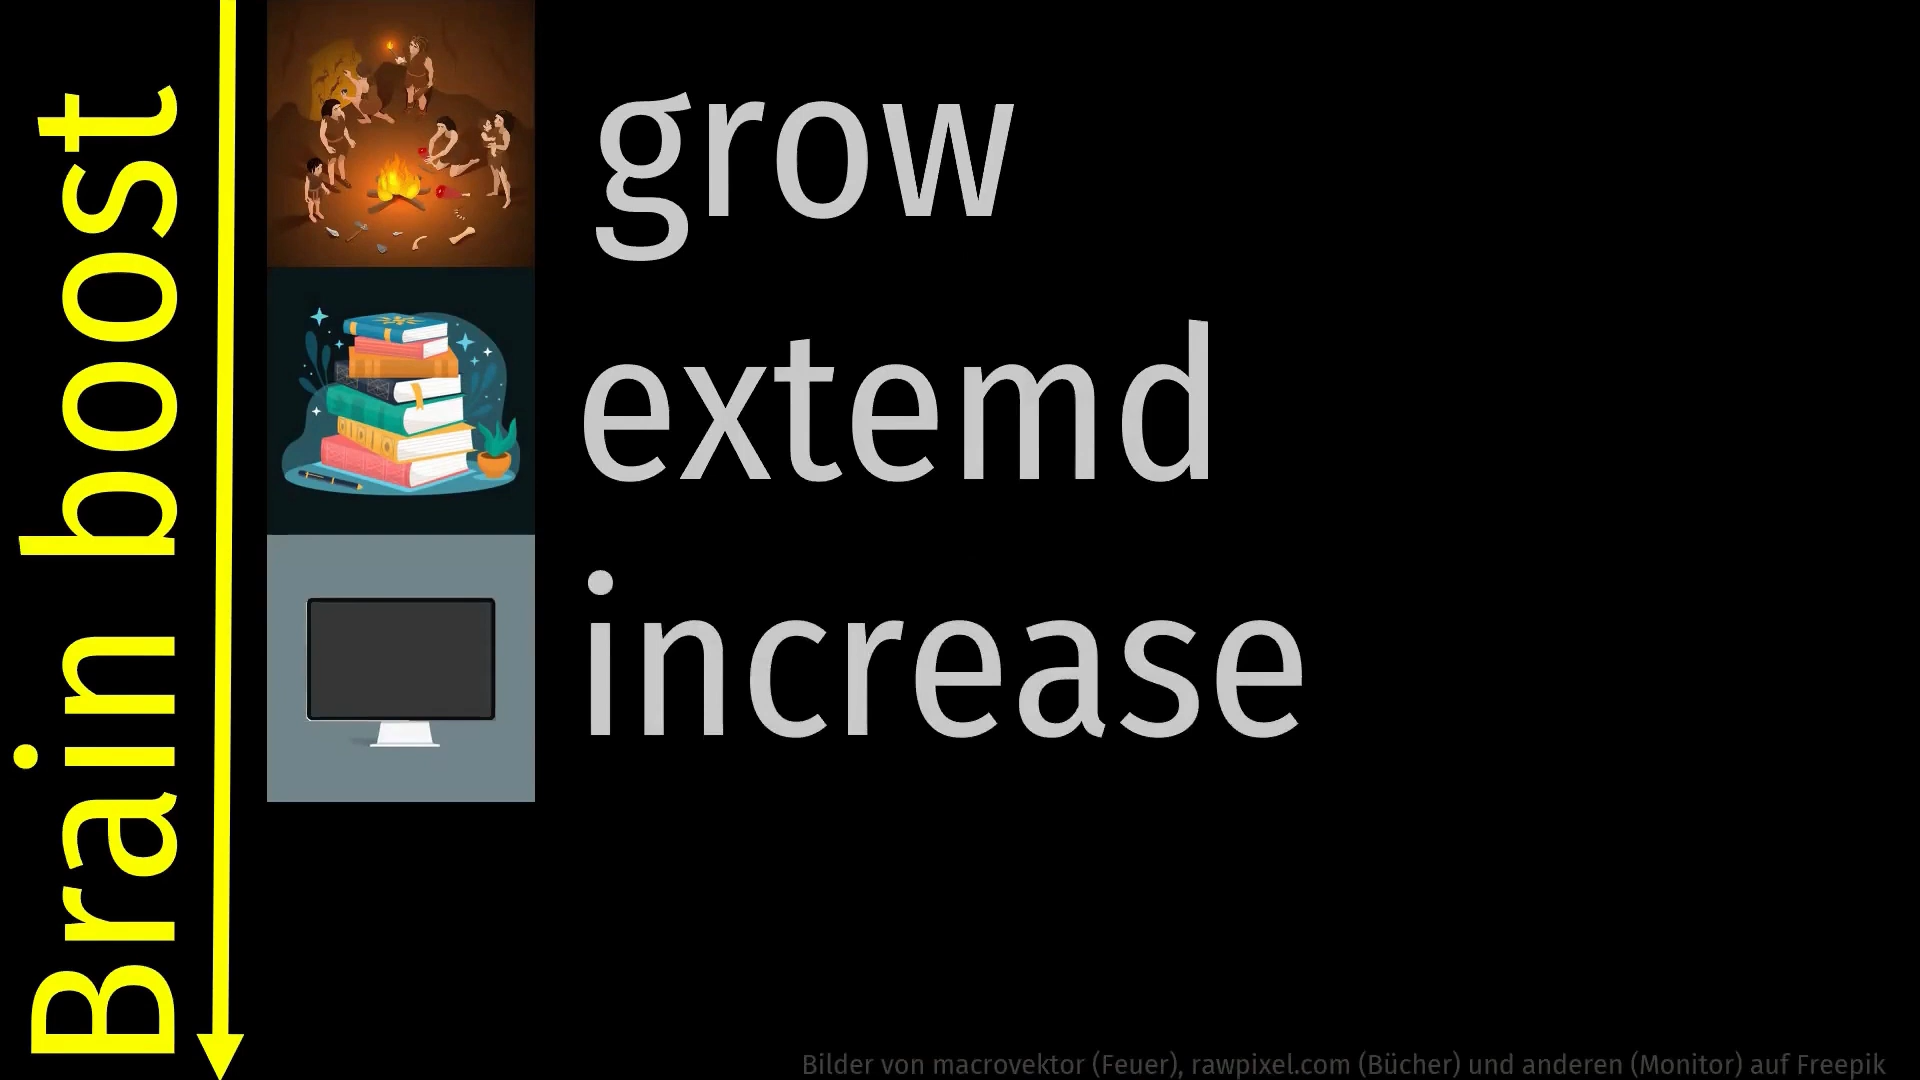 Brain boost
grow
extemd
increase
Bilder von macrovektor (Feuer), rawpixel.com (Bücher) und anderen (Monitor) auf Freepik